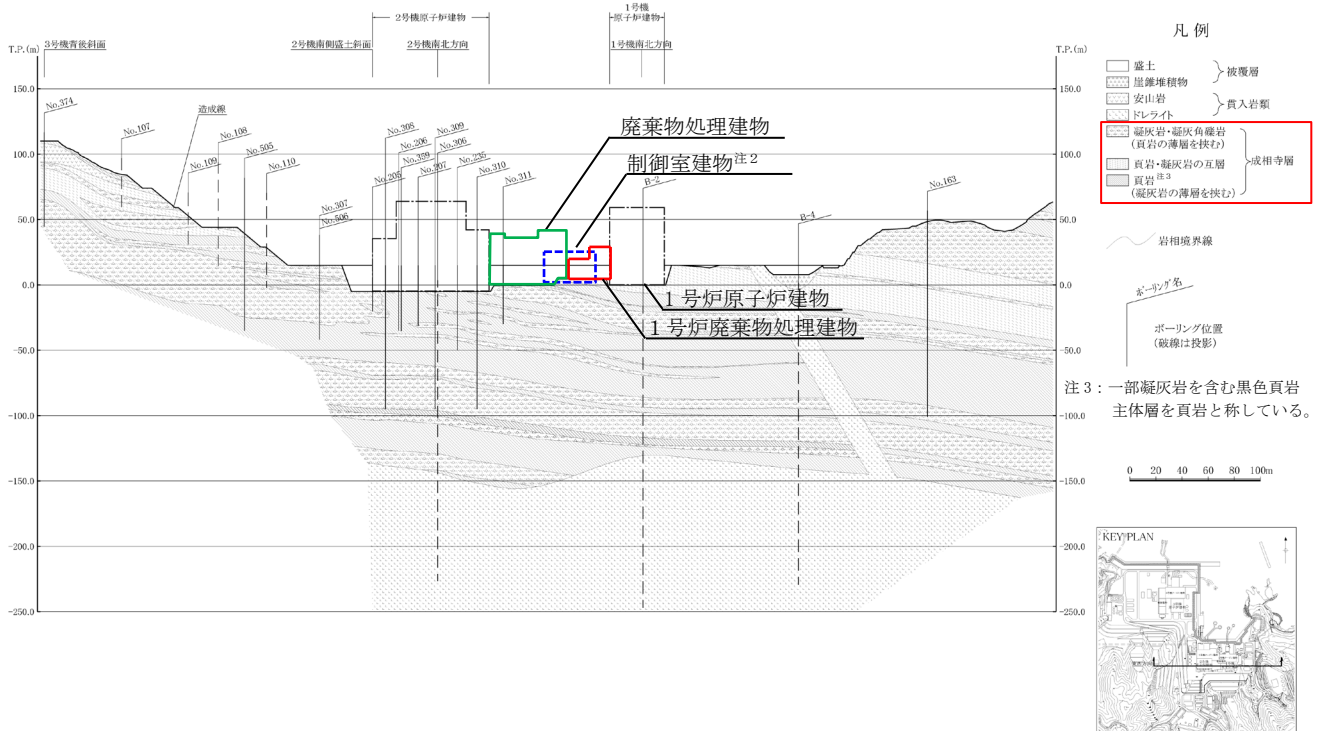 2号機原子炉建物
1号機
原子炉建物
T.P.(m)
3号機背後斜面
2号機南側盛土斜面
2号機南北方向
1号機南北方向
T.P.(m)
150.0
100.0
50.0
0.0
-50.0
-100.0
-150.0
-200.0
-250.0
No.374
No.107
造成線
No.108
No.109
No.505
No.110
No.307
No.506
No.308
No.206
No.359
No.205
No.207
No.309
No.306
No.235
No.310
No.311
B-2
B-4
No.163
廃棄物処理建物
制御室建物注2
1号炉原子炉建物
1号炉廃棄物処理建物
150.0
100.0
50.0
0.0
-50.0
-100.0
-150.0
-200.0
-250.0
凡例
盛土
崖錐堆積物
被覆層
安山岩
ドレライト
貫入岩類
凝灰岩・凝灰角礫岩
(頁岩の薄層を挟む)
頁岩・凝灰岩の互層
頁岩注3
(凝灰岩の薄層を挟む)
成相寺層
岩相境界線
ボーリング名
ボーリング位置
(破線は投影)
注3：一部凝灰岩を含む黒色頁岩
主体層を頁岩と称している。
0 20 40 60 80 100m
KEY PLAN